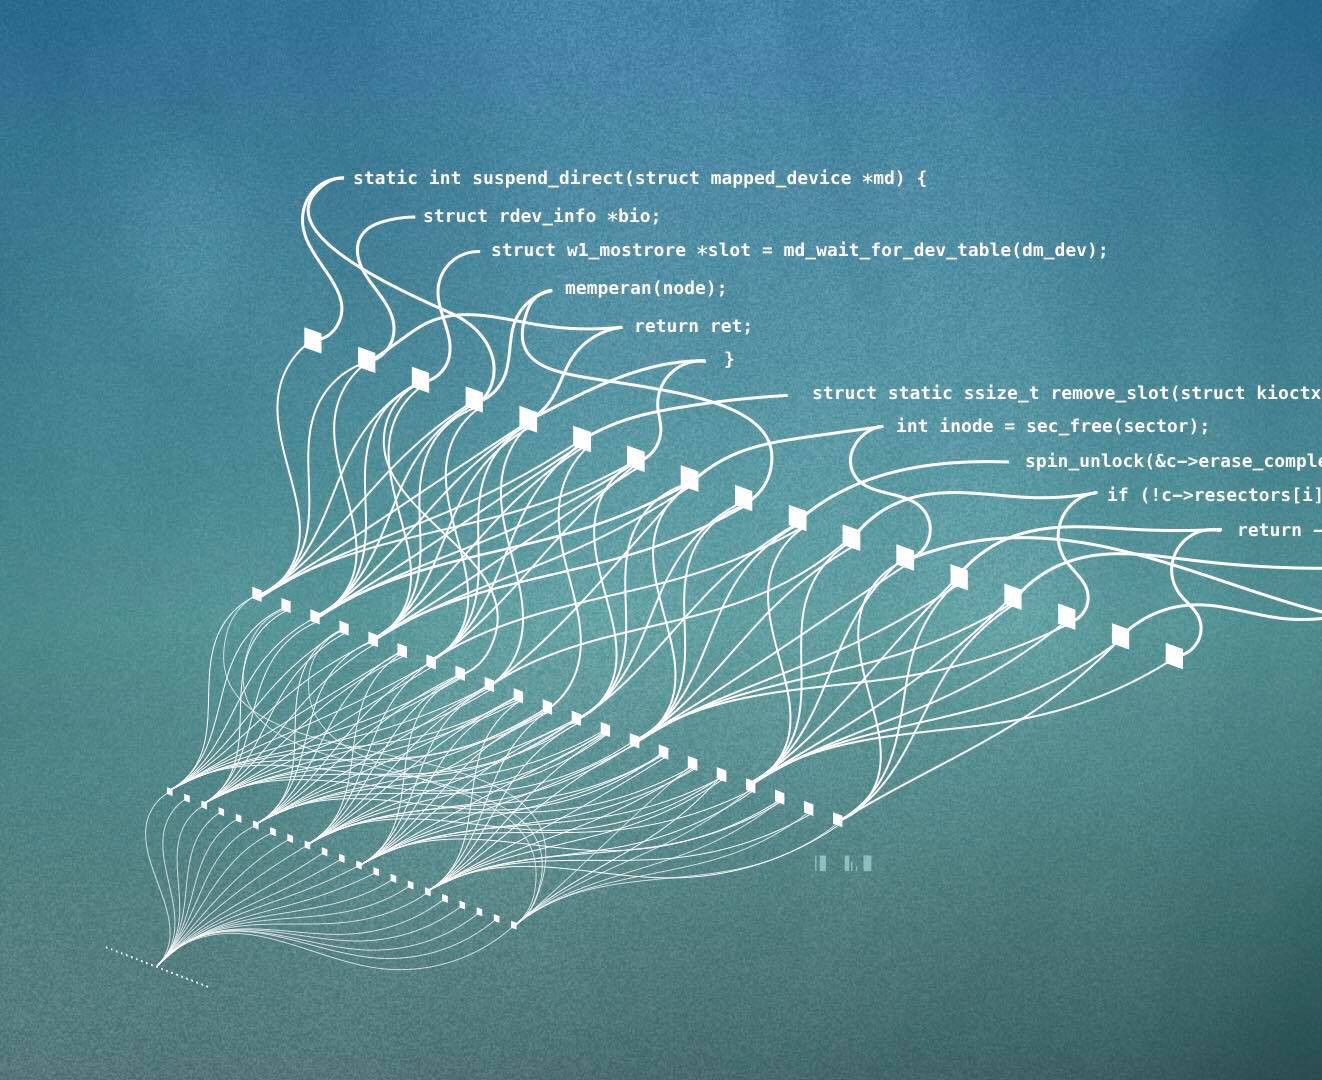 static int suspend_direct(struct mapped_device *md) {
struct rdev_info *bio;
struct w1_mostrore *slot = md_wait_for_dev_table(dm_dev);
memperan(node);
return ret;
}
struct static ssize_t remove_slot(struct kioctx
int inode = sec_free(sector);
spin_unlock(&c->erase_comple
if (!c->resectors[i]
return -